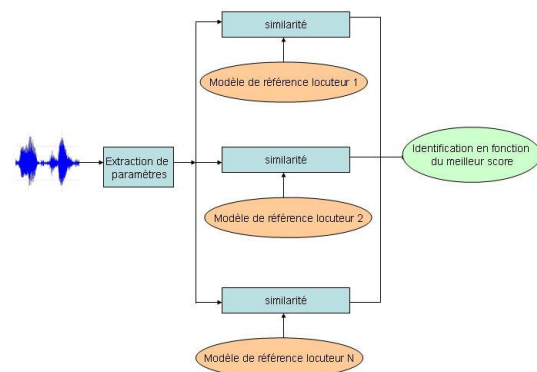 similarité
Modèle de référence locuteur 1
Extraction de
paramètres
similarité
Identification en fonction
du meilleur score
Modèle de référence locuteur 2
similarité
Modèle de référence locuteur N